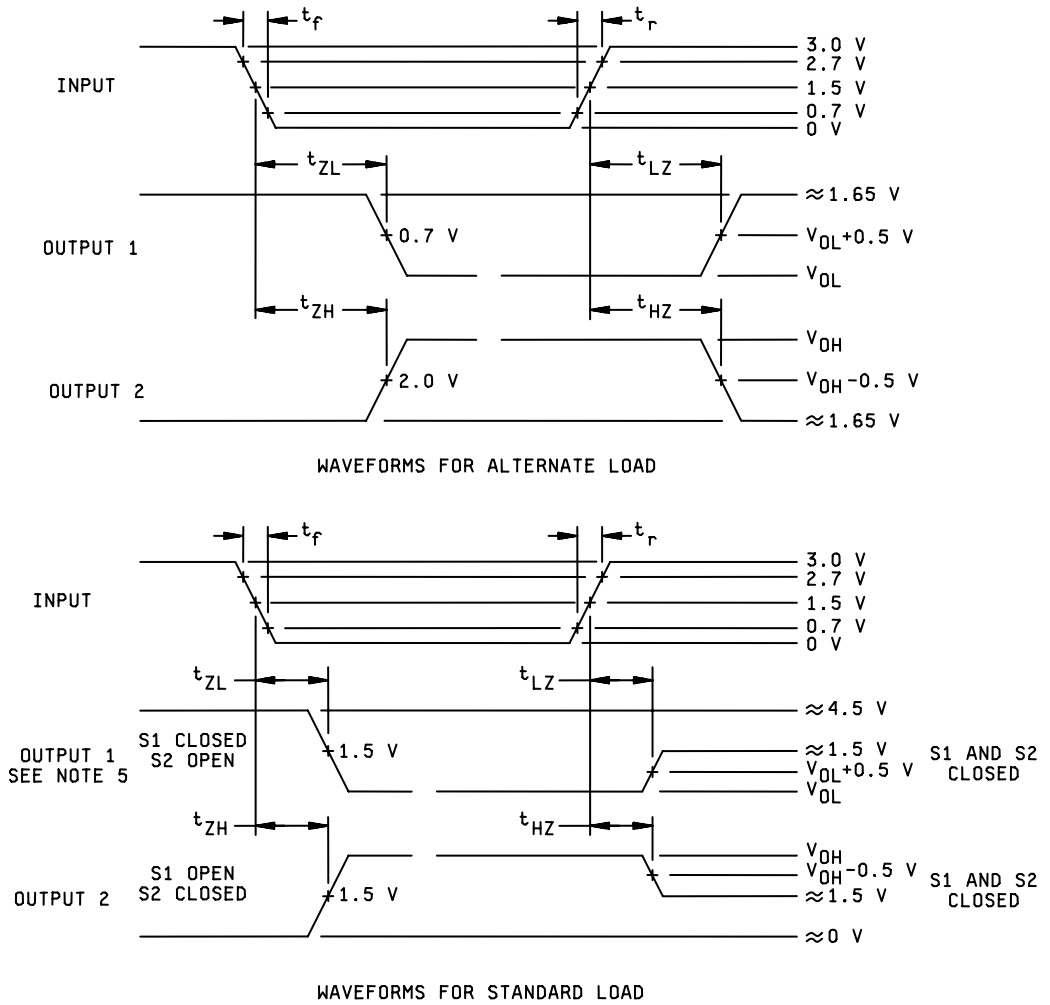 tf
tr
INPUT
3.0 V
2.7 V
1.5 V
0.7 V
0 V
tZL
tLZ
≈1.65 V
OUTPUT 1
0.7 V
VOL+0.5 V
VOL
tZH
tHZ
VOH
OUTPUT 2
2.0 V
VOH-0.5 V
≈1.65 V
WAVEFORMS FOR ALTERNATE LOAD
tf
tr
INPUT
3.0 V
2.7 V
1.5 V
0.7 V
0 V
tZL
tLZ
≈4.5 V
OUTPUT 1
SEE NOTE 5
S1 CLOSED
S2 OPEN
1.5 V
≈1.5 V
VOL+0.5 V
VOL
S1 AND S2
CLOSED
tZH
tHZ
S1 OPEN
S2 CLOSED
OUTPUT 2
1.5 V
VOH
VOH-0.5 V
≈1.5 V
S1 AND S2
CLOSED
≈0 V
WAVEFORMS FOR STANDARD LOAD